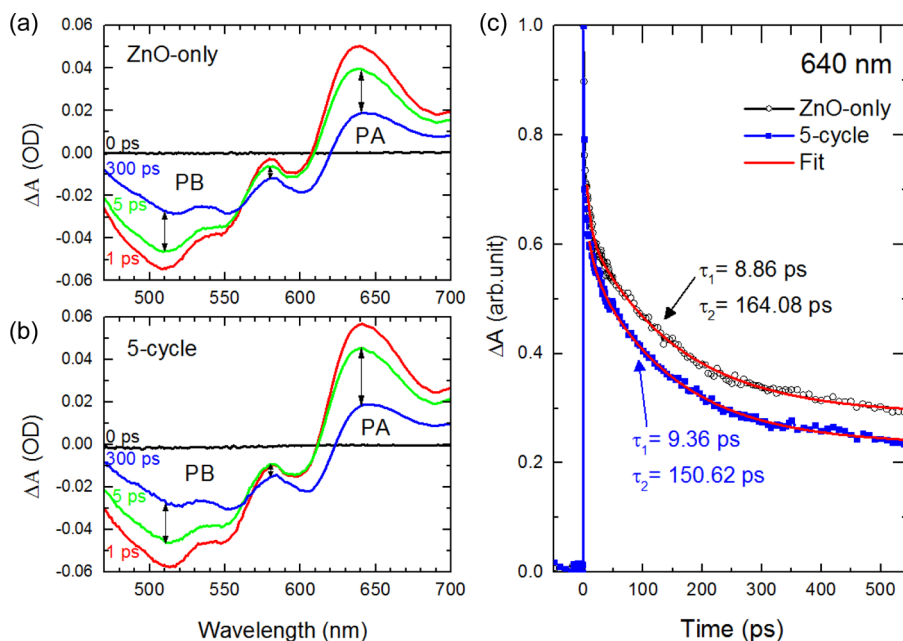 (a)
ZnO-only
0.06
0.04
0.02
0.00
-0.02
-0.04
0.06
ΔA (OD)
0 ps
300 ps
5 ps
1 ps
PB
PA
500 550 600 650 700
(b)
5-cycle
0.06
0.04
0.02
0.00
-0.02
-0.04
0.06
ΔA (OD)
0 ps
300 ps
5 ps
1 ps
PB
PA
500 550 600 650 700
Wavelength (nm)
(c)
640 nm
ZnO-only
5-cycle
Fit
1.0
0.8
0.6
0.4
0.2
0.0
ΔA (arb.unit)
τ1= 8.86 ps
τ2= 164.08 ps
τ1= 9.36 ps
τ2= 150.62 ps
0 100 200 300 400 500
Time (ps)